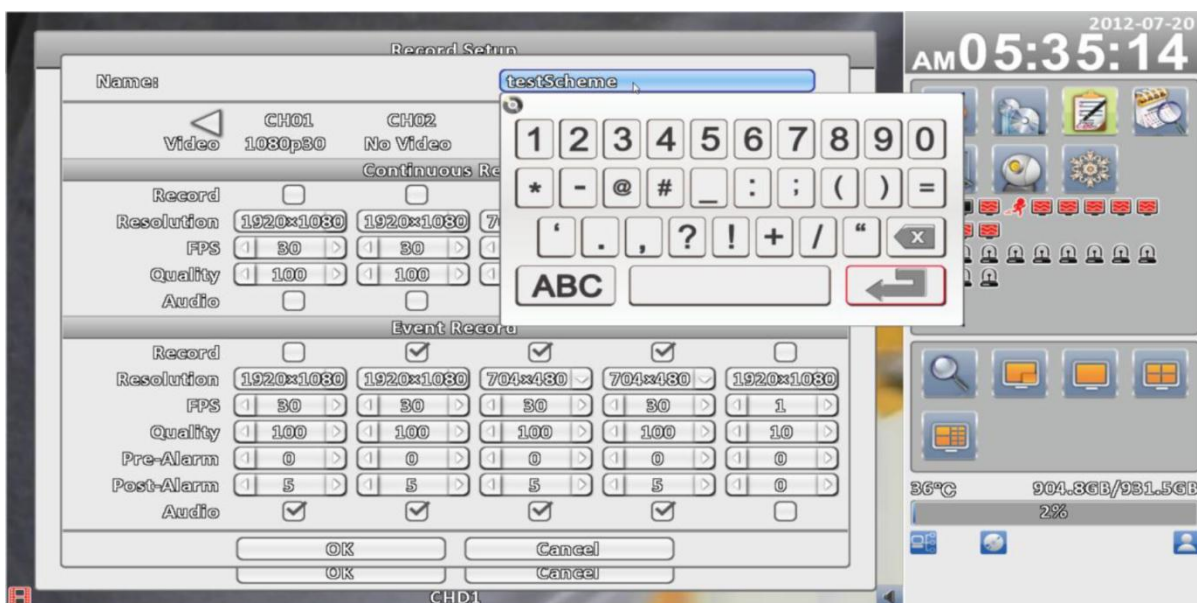 2012-07-20
AM 05:35:14
Record Setup
Name: testScheme
CH01 CH02
Video 1080p30 No Video
Continuous Re
Record
Resolution 1920x1080 1920x1080 7
FPS 30 30
Quality 100 100
Audio
1 2 3 4 5 6 7 8 9 0
* - @ # _ : ; ( ) =
‘ . , ? ! + / “ X
ABC
Event Record
Record
Resolution 1920x1080 1920x1080 704x480 704x480 1920x1080
FPS 30 30 30 30 1
Quality 100 100 100 100 10
Pre-Alarm 0 0 0 0 0
Post-Alarm 5 5 5 5 0
Audio
OK Cancel
OK Cancel
CHD1
36°C 904.8GB/931.5GB
2%